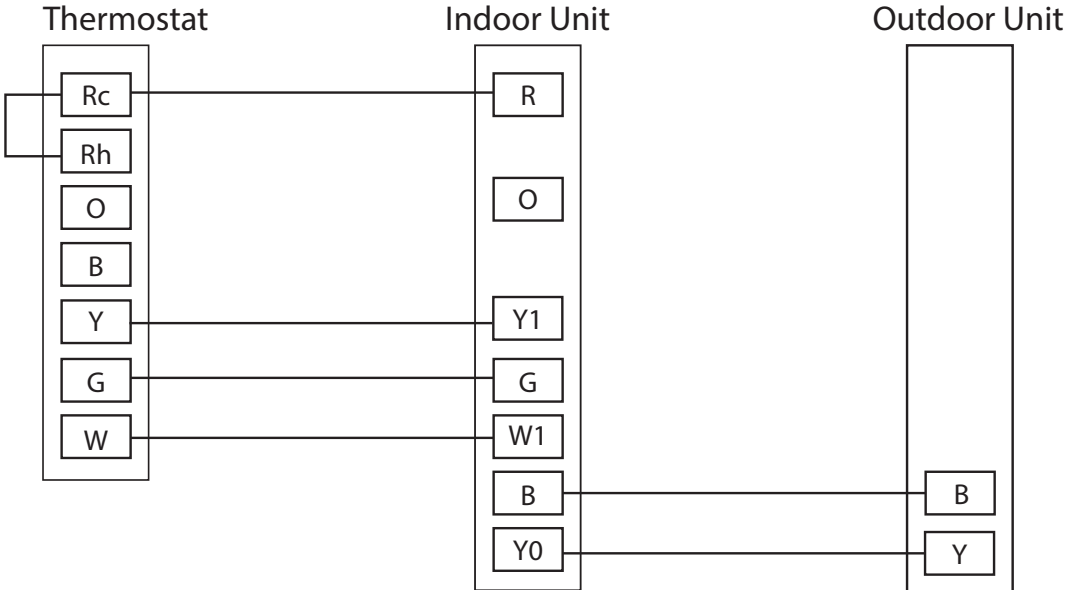 Thermostat Indoor Unit Outdoor Unit
Rc R
Rh
O O
B
Y Y1
G G
W W1
B B
Y0 Y